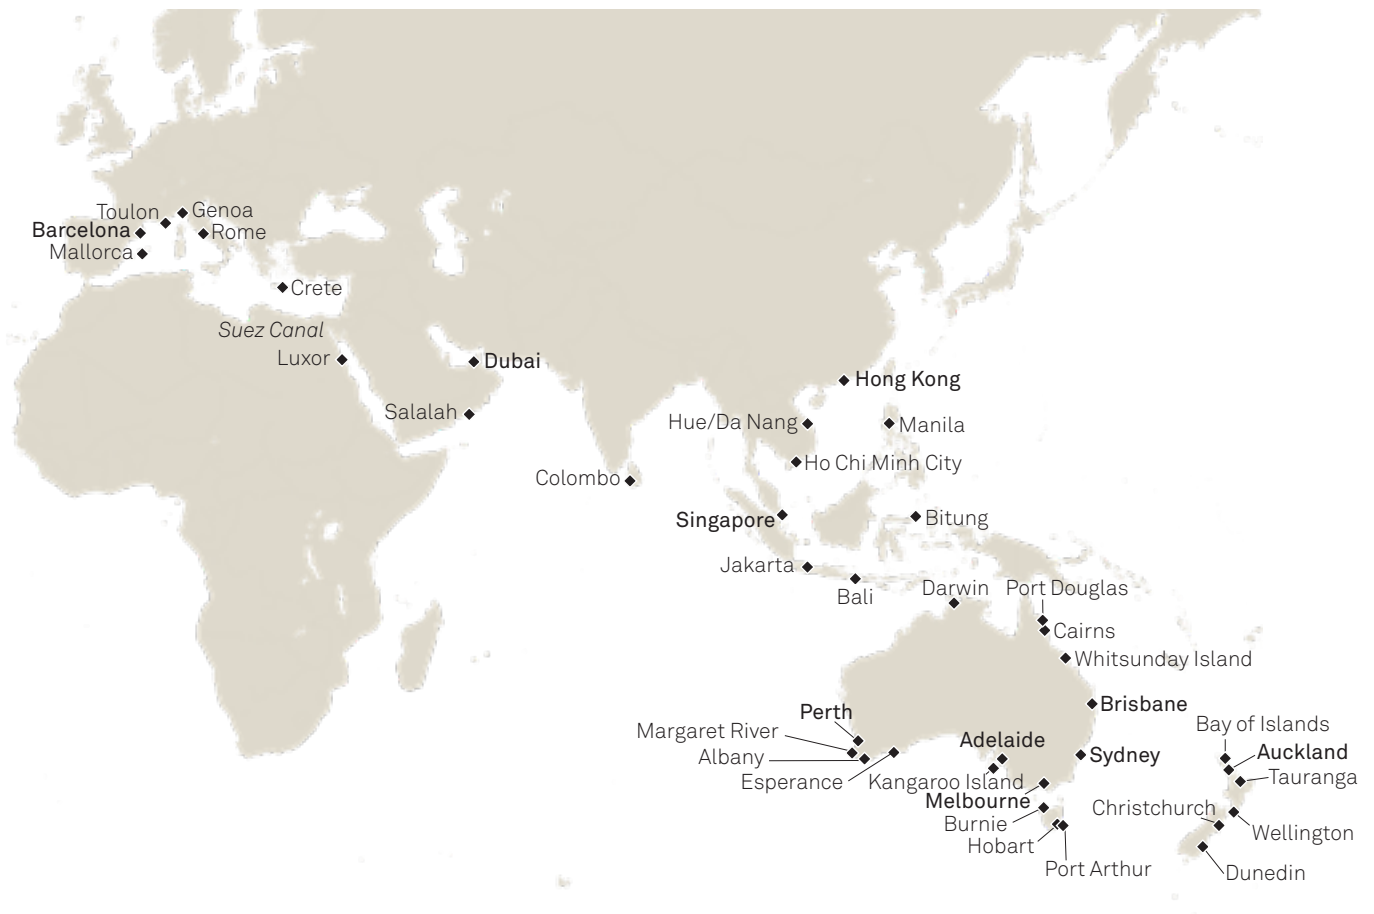 Toulon
Genoa
Barcelona
Rome
Mallorca
Crete
Suez Canal
Luxor
Dubai
Hong Kong
Salalah
Hue/Da Nang
Manila
Ho Chi Minh City
Colombo
Singapore
Bitung
Jakarta
Bali
Darwin
Port Douglas
Cairns
Whitsunday Island
Brisbane
Perth
Margaret River
Albany
Esperance
Adelaide
Kangaroo Island
Sydney
Melbourne
Burnie
Hobart
Port Arthur
Bay of Islands
Auckland
Tauranga
Christchurch
Wellington
Dunedin